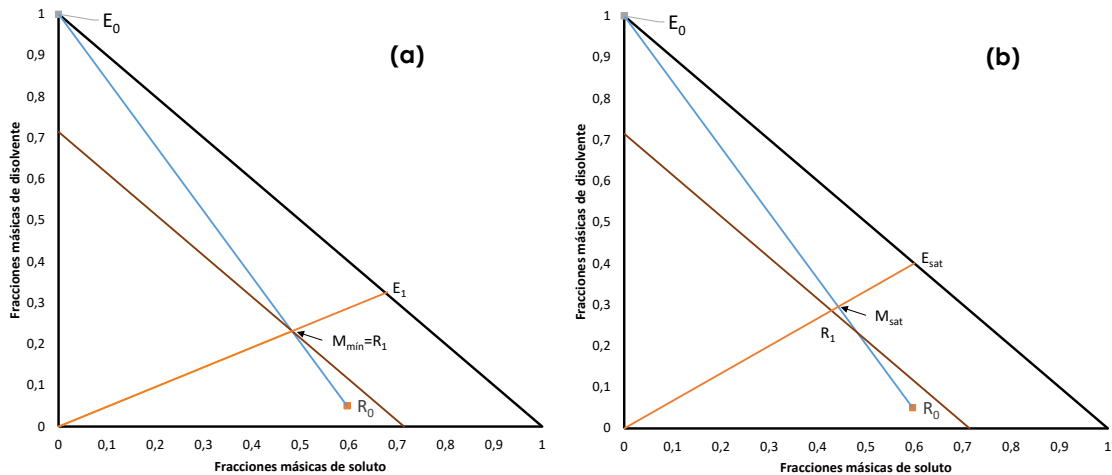 (a)
E₀
1
0,9
0,8
0,7
0,6
0,5
0,4
0,3
0,2
0,1
0
Fracciones másicas de disolvente
E₁
M_mín=R₁
R₀
0 0,1 0,2 0,3 0,4 0,5 0,6 0,7 0,8 0,9 1
Fracciones másicas de soluto
(b)
E₀
1
0,9
0,8
0,7
0,6
0,5
0,4
0,3
0,2
0,1
0
Fracciones másicas de disolvente
E_sat
M_sat
R₁
R₀
0 0,1 0,2 0,3 0,4 0,5 0,6 0,7 0,8 0,9 1
Fracciones másicas de soluto